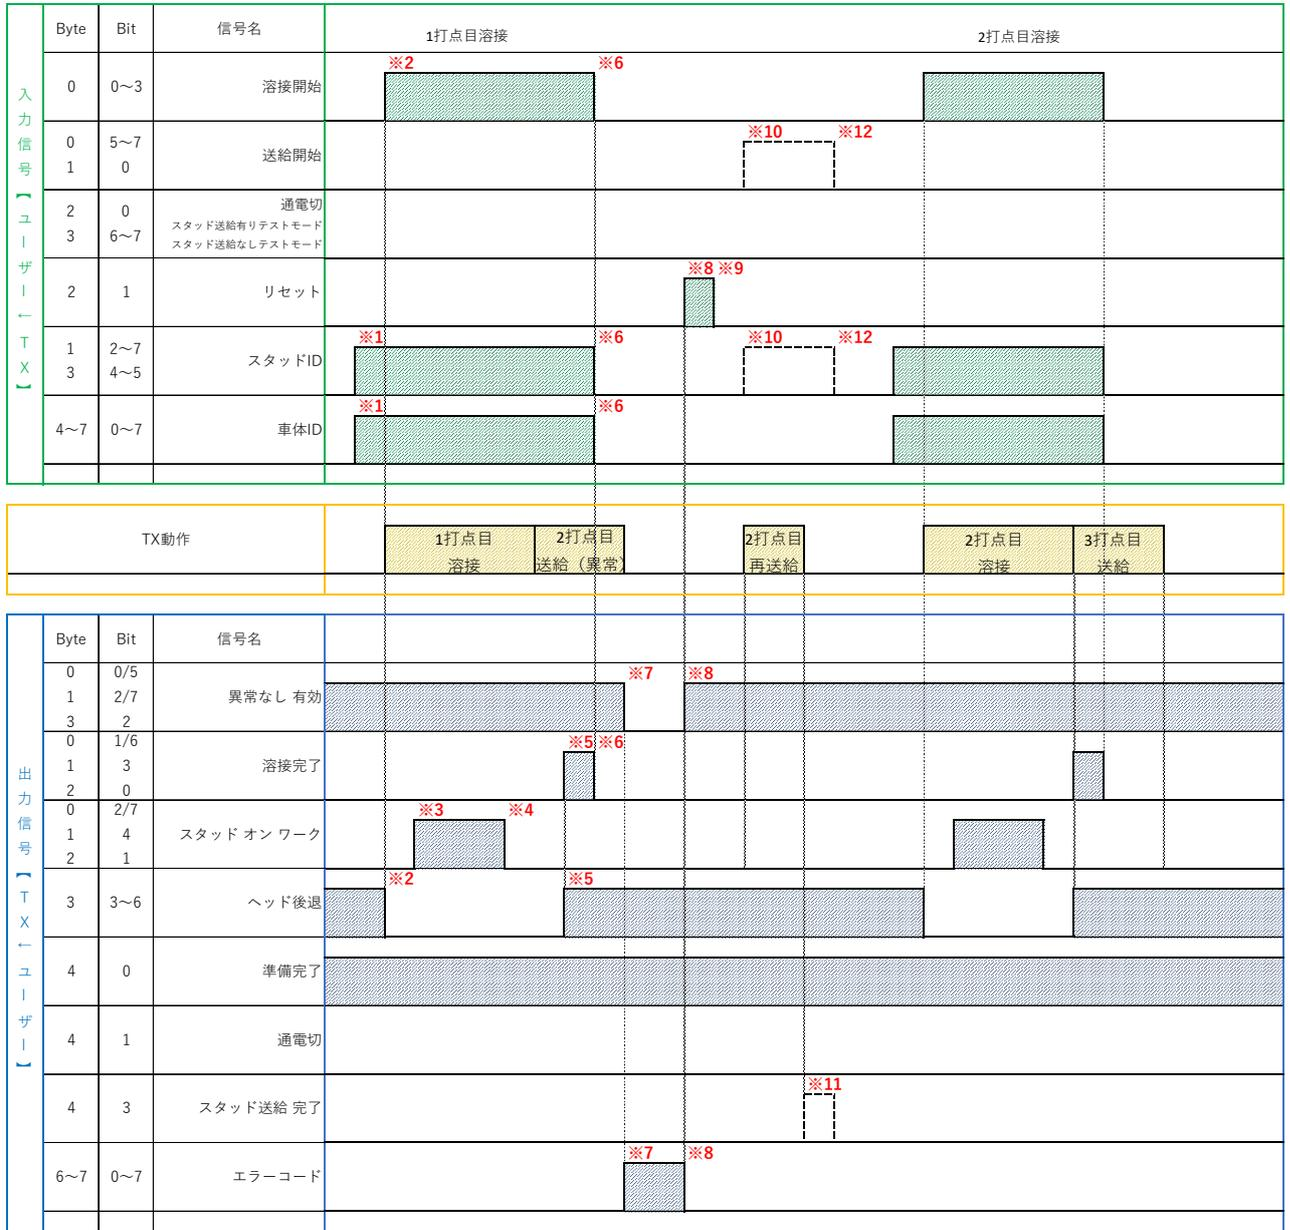 Byte Bit 信号名 1打点目溶接 2打点目溶接
入力信号【ユーザー←TX】
※2 ※6
0 0～3 溶接開始
※10 ※12
0 5～7
送給開始
1 0
通電切
2 0
スタッド送給有りテストモード
3 6～7
スタッド送給なしテストモード
※8 ※9
2 1 リセット
※1 ※6 ※10 ※12
1 2～7
スタッドID
3 4～5
※1 ※6
4～7 0～7 車体ID
TX動作
1打点目
溶接
2打点目
送給（異常）
2打点目
再送給
2打点目
溶接
3打点目
送給
Byte Bit 信号名
出力信号【TX←ユーザー】
0 0/5
※7 ※8
1 2/7 異常なし 有効
3 2
0 1/6
※5 ※6
1 3 溶接完了
2 0
0 2/7
※3 ※4
1 4 スタッド オン ワーク
2 1
※2 ※5
3 3～6 ヘッド後退
4 0 準備完了
4 1 通電切
※11
4 3 スタッド送給 完了
※7 ※8
6～7 0～7 エラーコード